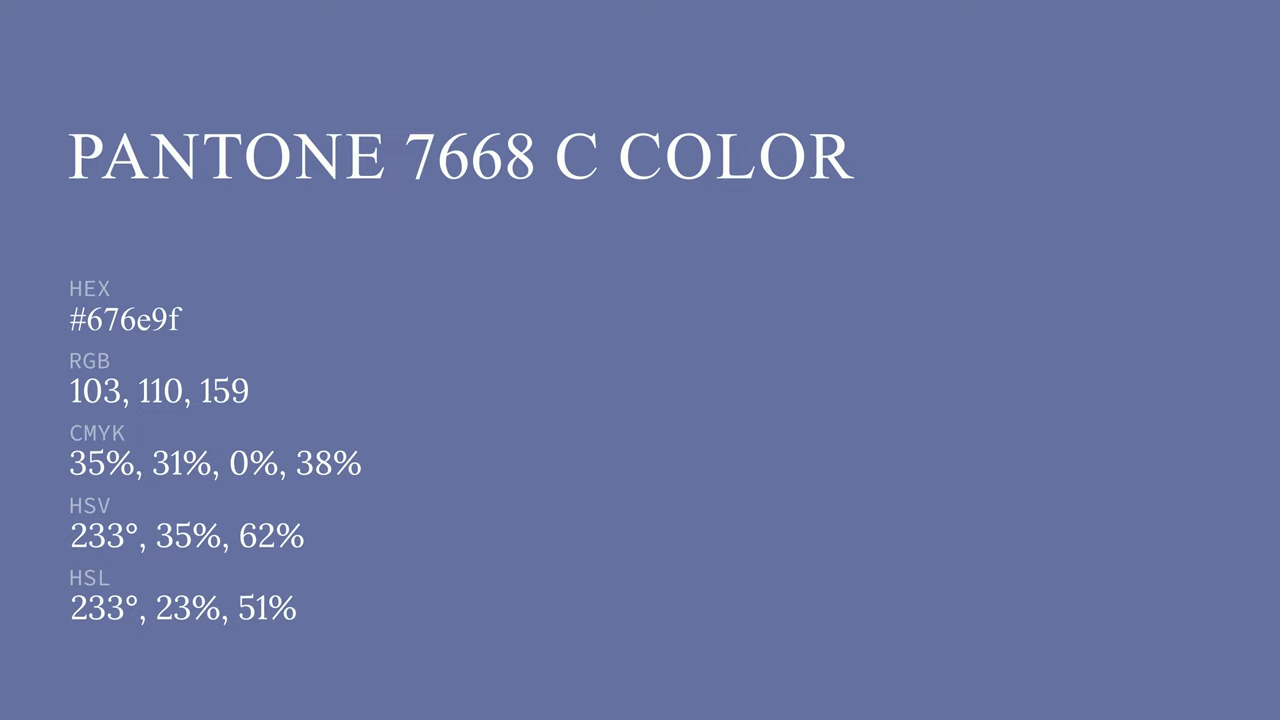 PANTONE 7668 C COLOR
HEX
#676e9f
RGB
103, 110, 159
CMYK
35%, 31%, 0%, 38%
HSV
233°, 35%, 62%
HSL
233°, 23%, 51%